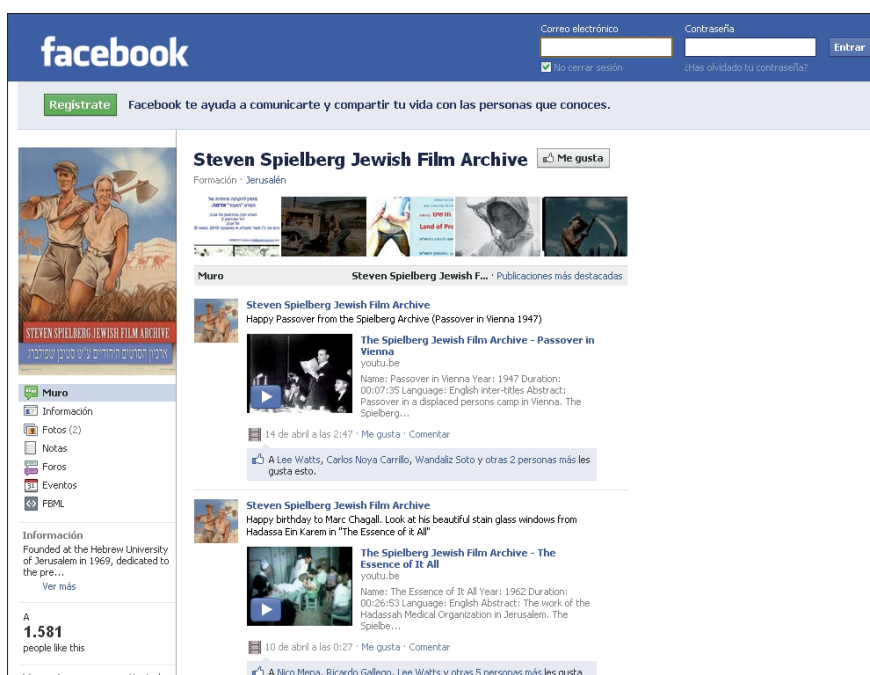 Correo electrónico
Contraseña
facebook
Entrar
No cerrar sesión
¿Has olvidado tu contraseña?
Regístrate
Facebook te ayuda a comunicarte y compartir tu vida con las personas que conoces.
STEVEN SPIELBERG JEWISH FILM ARCHIVE
ארכיון הסרטים היהודיים ע"ש סטיבן שפילברג
Muro
Información
Fotos (2)
Notas
Foros
Eventos
FBML
Información
Founded at the Hebrew University
of Jerusalem in 1969, dedicated to
the pre...
Ver más
A
1.581
people like this
Steven Spielberg Jewish Film Archive
Me gusta
Formación · Jerusalén
Land of Pro
Muro
Steven Spielberg Jewish F... · Publicaciones más destacadas
Steven Spielberg Jewish Film Archive
Happy Passover from the Spielberg Archive (Passover in Vienna 1947)
The Spielberg Jewish Film Archive - Passover in
Vienna
youtu.be
Name: Passover in Vienna Year: 1947 Duration:
00:07:35 Language: English inter-titles Abstract:
Passover in a displaced persons camp in Vienna. The
Spielberg...
14 de abril a las 2:47 · Me gusta · Comentar
A Lee Watts, Carlos Noya Carrillo, Wandaliz Soto y otras 2 personas más les
gusta esto.
Steven Spielberg Jewish Film Archive
Happy birthday to Marc Chagall. Look at his beautiful stain glass windows from
Hadassa Ein Karem in "The Essence of it All"
The Spielberg Jewish Film Archive - The
Essence of It All
youtu.be
Name: The Essence of It All Year: 1962 Duration:
00:26:53 Language: English Abstract: The work of the
Hadassah Medical Organization in Jerusalem. The
Spielbe...
10 de abril a las 0:27 · Me gusta · Comentar
A Nico Mena, Ricardo Gallego, Lee Watts y otras 5 personas más les gusta